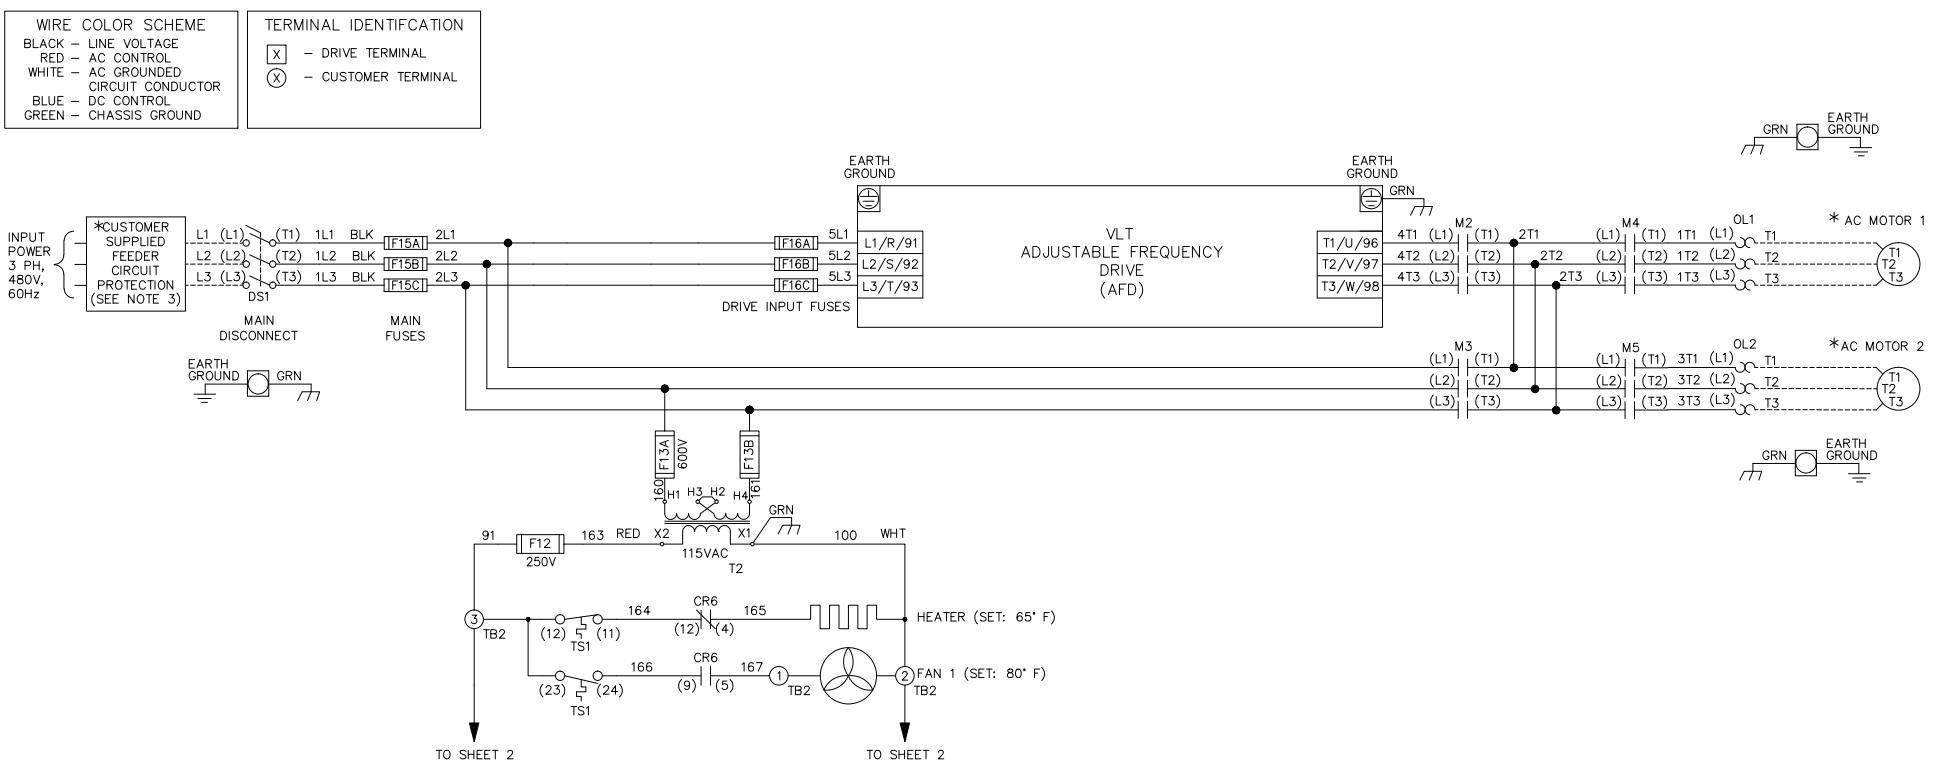 WIRE COLOR SCHEME
BLACK – LINE VOLTAGE
RED – AC CONTROL
WHITE – AC GROUNDED
CIRCUIT CONDUCTOR
BLUE – DC CONTROL
GREEN – CHASSIS GROUND
TERMINAL IDENTIFCATION
X – DRIVE TERMINAL
X – CUSTOMER TERMINAL
INPUT
POWER
3 PH,
480V,
60Hz
*CUSTOMER
SUPPLIED
FEEDER
CIRCUIT
PROTECTION
(SEE NOTE 3)
L1 (L1) (T1) 1L1 BLK F15A 2L1
L2 (L2) (T2) 1L2 BLK F15B 2L2
L3 (L3) (T3) 1L3 BLK F15C 2L3
DS1
MAIN
DISCONNECT
MAIN
FUSES
EARTH
GROUND GRN
F16A 5L1 L1/R/91
F16B 5L2 L2/S/92
F16C 5L3 L3/T/93
DRIVE INPUT FUSES
EARTH
GROUND
VLT
ADJUSTABLE FREQUENCY
DRIVE
(AFD)
EARTH
GROUND
GRN
T1/U/96 4T1 (L1) M2 (T1) 2T1 (L1) M4 (T1) 1T1 (L1) OL1 T1
T2/V/97 4T2 (L2) (T2) 2T2 (L2) (T2) 1T2 (L2) T2
T3/W/98 4T3 (L3) (T3) 2T3 (L3) (T3) 1T3 (L3) T3
* AC MOTOR 1
T1
T2
T3
GRN EARTH
GROUND
(L1) M3 (T1) (L1) M5 (T1) 3T1 (L1) OL2 T1
(L2) (T2) (L2) (T2) 3T2 (L2) T2
(L3) (T3) (L3) (T3) 3T3 (L3) T3
*AC MOTOR 2
T1
T2
T3
GRN EARTH
GROUND
F13A 600V F13B
160 H1 H3 H2 H4 161
GRN
91 F12 163 RED X2 X1 100 WHT
250V
115VAC
T2
3 TB2 (12) TS1 (11) 164 (12) CR6 (4) 165 HEATER (SET: 65° F)
(23) TS1 (24) 166 (9) CR6 (5) 167 1 TB2 2 TB2 FAN 1 (SET: 80° F)
TO SHEET 2
TO SHEET 2